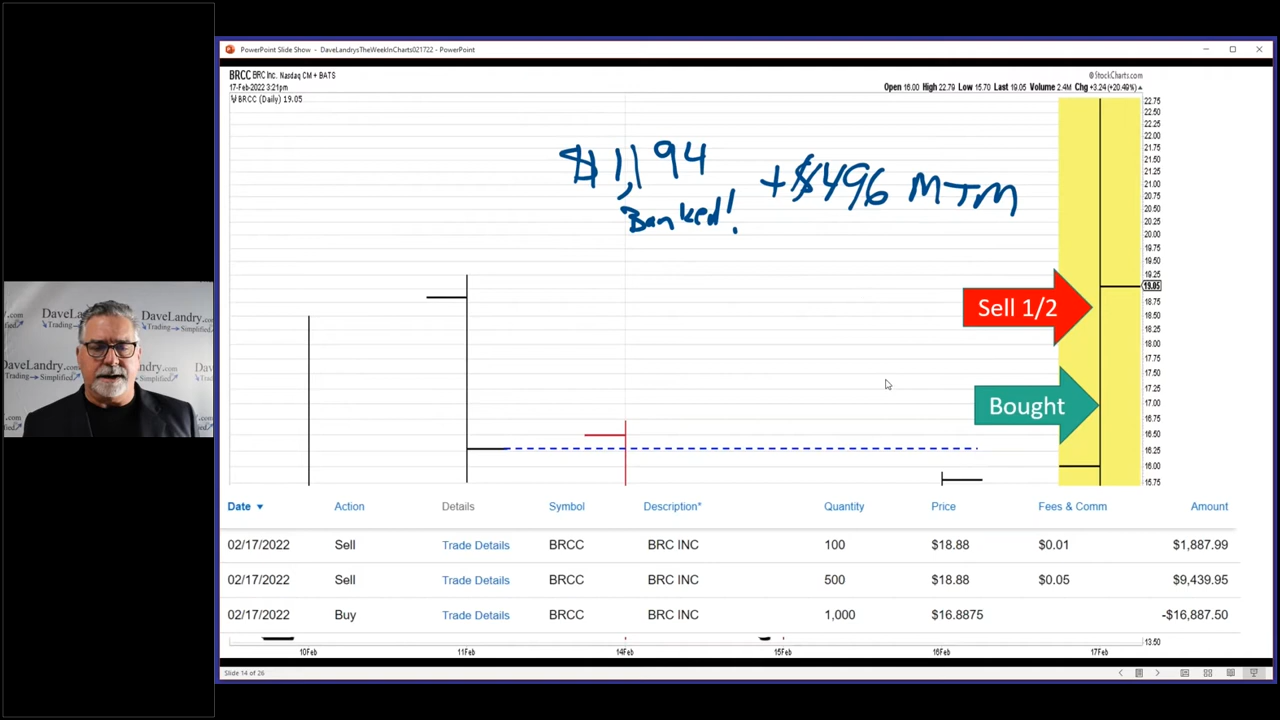 PowerPoint Slide Show - DaveLandrysTheWeekInCharts021722 - PowerPoint
BRCC BRC Inc. Nasdaq CM + BATS
© StockCharts.com
17-Feb-2022 3:21pm
Open 16.00 High 22.79 Low 15.70 Last 19.05 Volume 2.4M Chg +3.24 (+20.49%)
BRCC (Daily) 19.05
22.75
22.50
22.25
22.00
21.75
21.50
21.25
21.00
20.75
20.50
20.25
20.00
19.75
19.50
19.25
19.05
18.75
18.50
18.25
18.00
17.75
17.50
17.25
17.00
16.75
16.50
16.25
16.00
15.75
13.50
$1,194
Banked!
+$496 MTM
Sell 1/2
Bought
Date Action Details Symbol Description* Quantity Price Fees & Comm Amount
02/17/2022 Sell Trade Details BRCC BRC INC 100 $18.88 $0.01 $1,887.99
02/17/2022 Sell Trade Details BRCC BRC INC 500 $18.88 $0.05 $9,439.95
02/17/2022 Buy Trade Details BRCC BRC INC 1,000 $16.8875 -$16,887.50
10Feb 11Feb 14Feb 15Feb 16Feb 17Feb
Slide 14 of 26
DaveLandry.com
Trading Simplified
DaveLandry.com
Trading Simplified